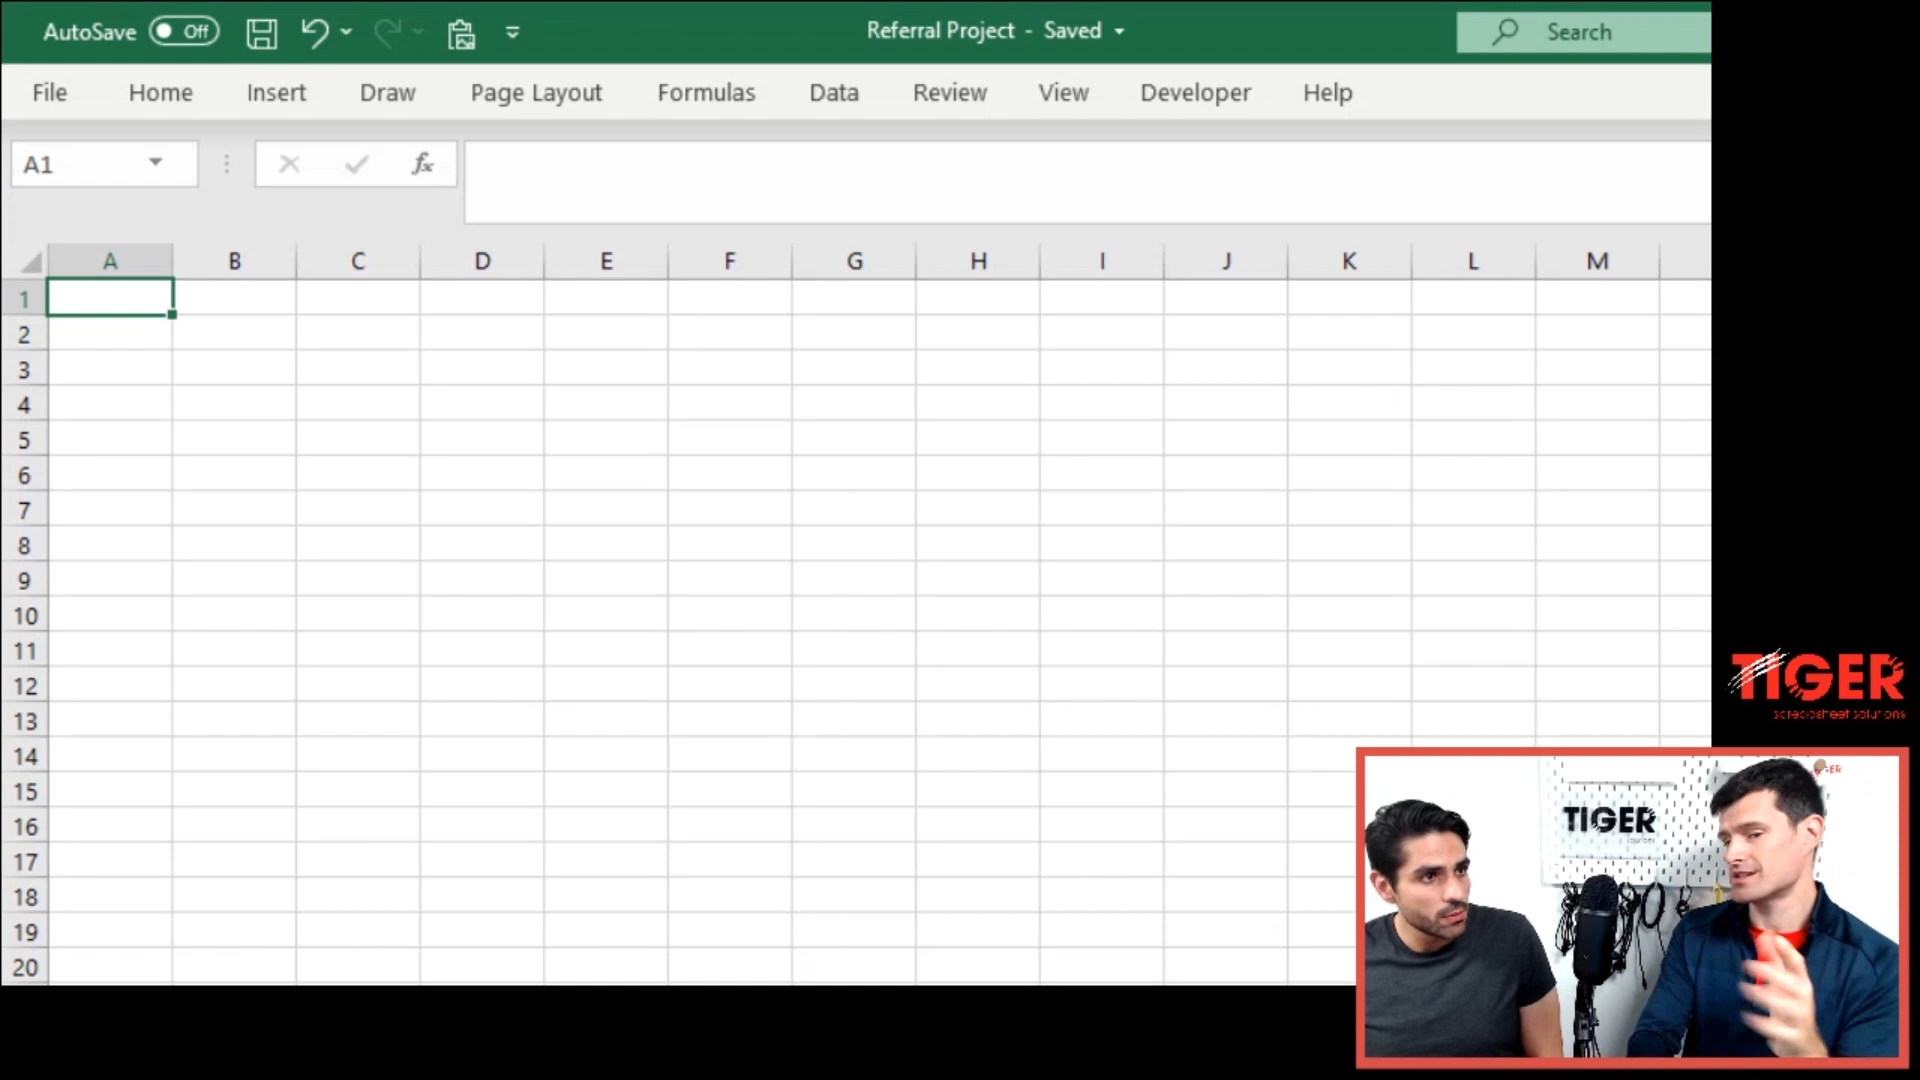 AutoSave Off Referral Project - Saved Search
File Home Insert Draw Page Layout Formulas Data Review View Developer Help
A1 fx
A B C D E F G H I J K L M
1
2
3
4
5
6
7
8
9
10
11
12
13
14
15
16
17
18
19
20
TIGER
spreadsheet solutions
TIGER